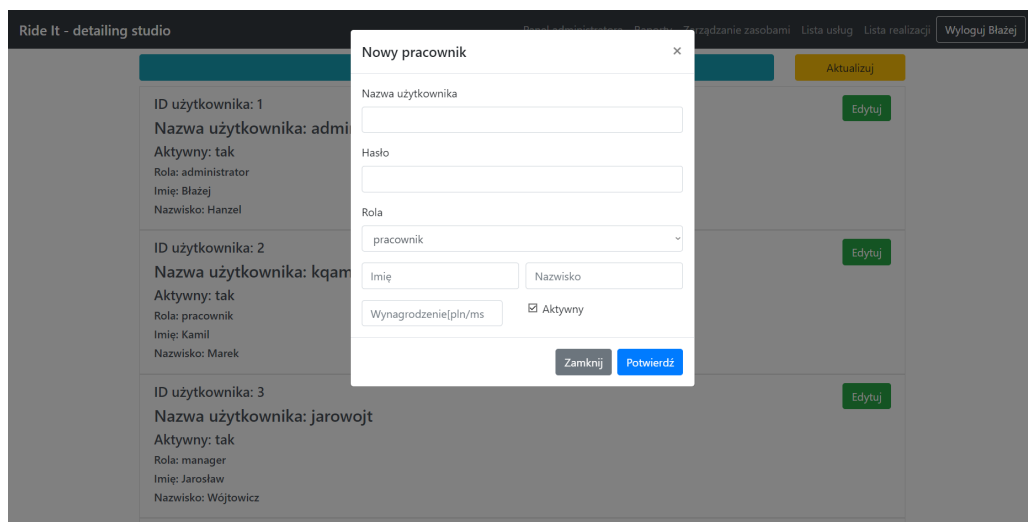 Ride It - detailing studio
Panel administratora Raporty Zarządzanie zasobami Lista usług Lista realizacji Wyloguj Błażej
Nowy pracownik ×
Aktualizuj
Nazwa użytkownika
Hasło
Rola
pracownik
Imię Nazwisko
Wynagrodzenie[pln/ms Aktywny
Zamknij Potwierdź
ID użytkownika: 1 Edytuj
Nazwa użytkownika: admi
Aktywny: tak
Rola: administrator
Imię: Błażej
Nazwisko: Hanzel
ID użytkownika: 2 Edytuj
Nazwa użytkownika: kqam
Aktywny: tak
Rola: pracownik
Imię: Kamil
Nazwisko: Marek
ID użytkownika: 3 Edytuj
Nazwa użytkownika: jarowojt
Aktywny: tak
Rola: manager
Imię: Jarosław
Nazwisko: Wójtowicz